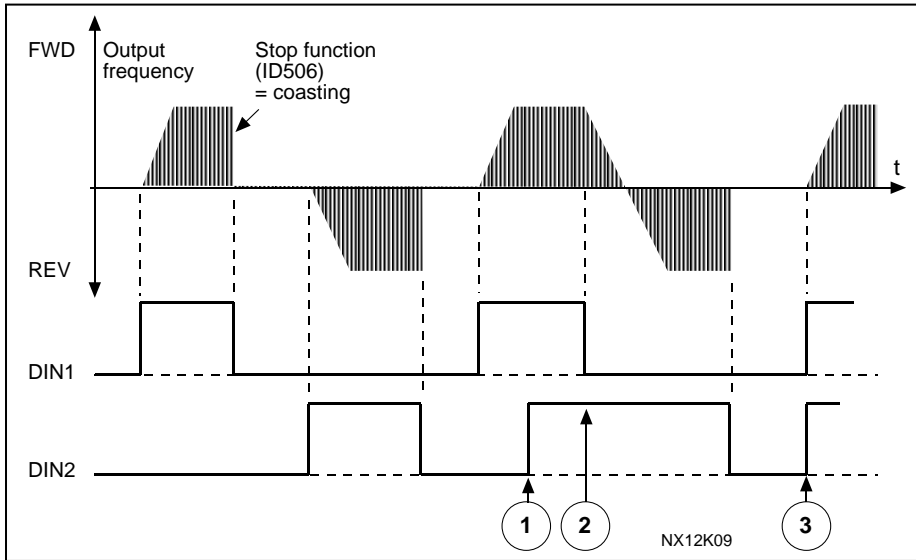 FWD
Output
frequency
Stop function
(ID506)
= coasting
t
REV
DIN1
DIN2
1
2
3
NX12K09